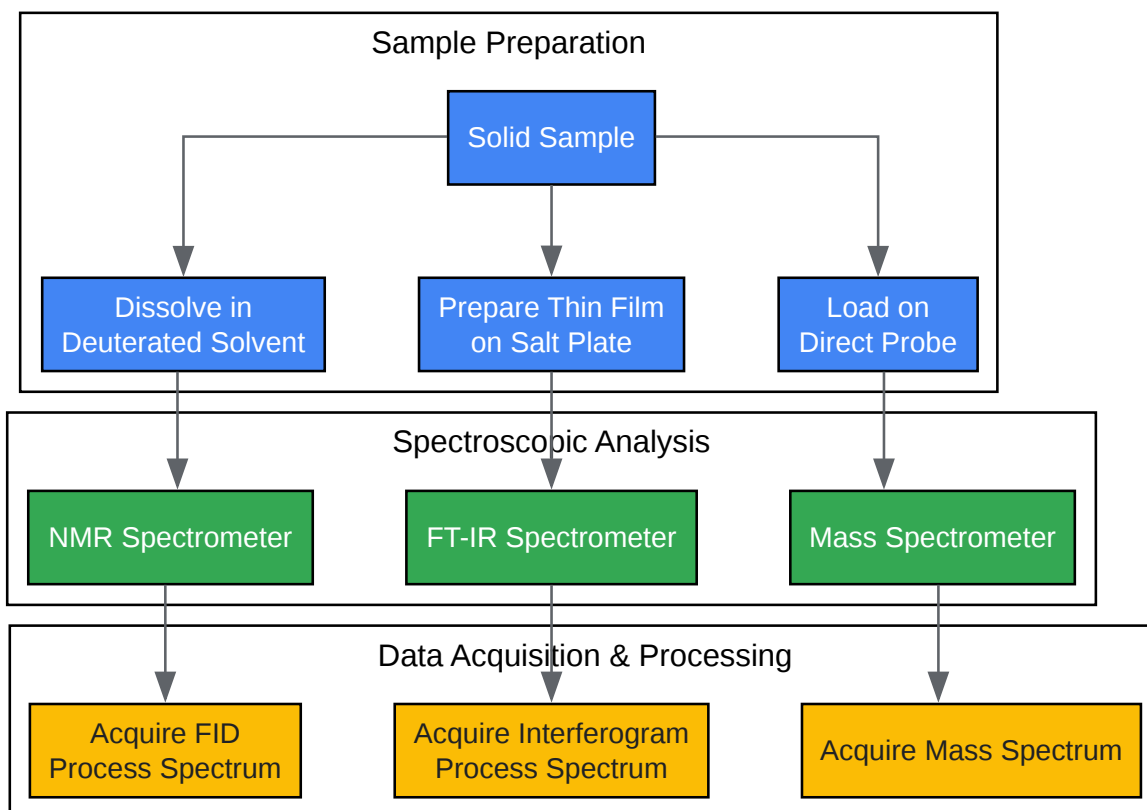 Sample Preparation
Solid Sample
Dissolve in
Deuterated Solvent
Prepare Thin Film
on Salt Plate
Load on
Direct Probe
Spectroscopic Analysis
NMR Spectrometer
FT-IR Spectrometer
Mass Spectrometer
Data Acquisition & Processing
Acquire FID
Process Spectrum
Acquire Interferogram
Process Spectrum
Acquire Mass Spectrum